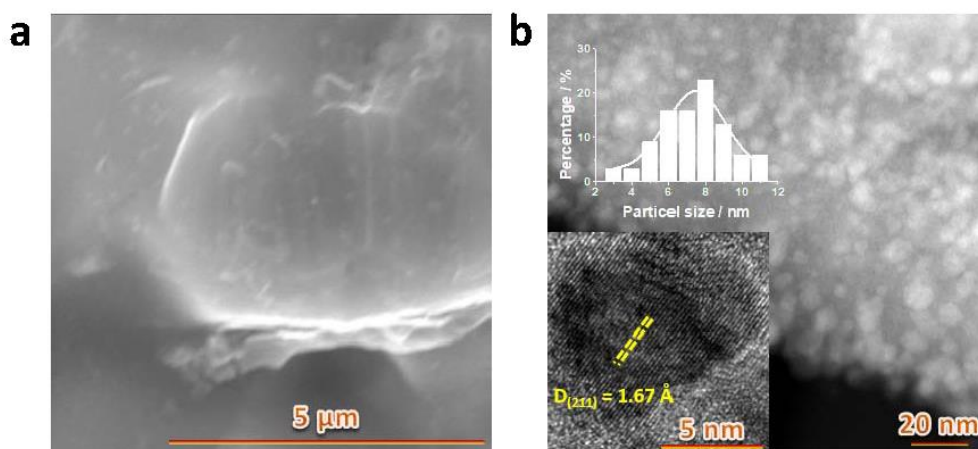 a
b
30
20
10
0
Percentage / %
2 4 6 8 10 12
Particel size / nm
D(211) = 1.67 Å
5 µm
5 nm
20 nm